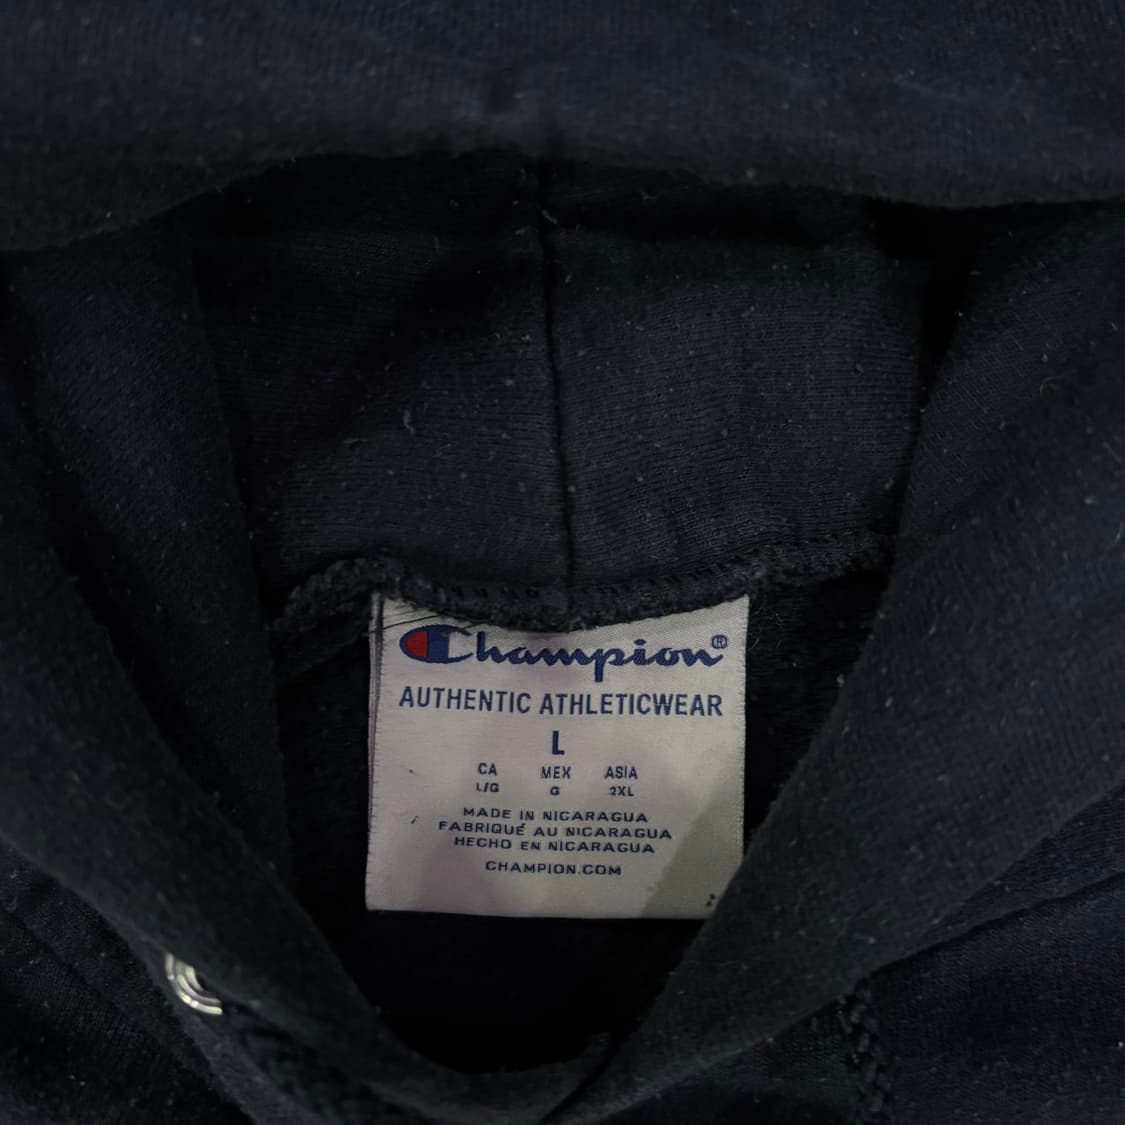 Champion®
AUTHENTIC ATHLETICWEAR
L
CA MEX ASIA
L/G G 2XL
MADE IN NICARAGUA
FABRIQUÉ AU NICARAGUA
HECHO EN NICARAGUA
CHAMPION.COM